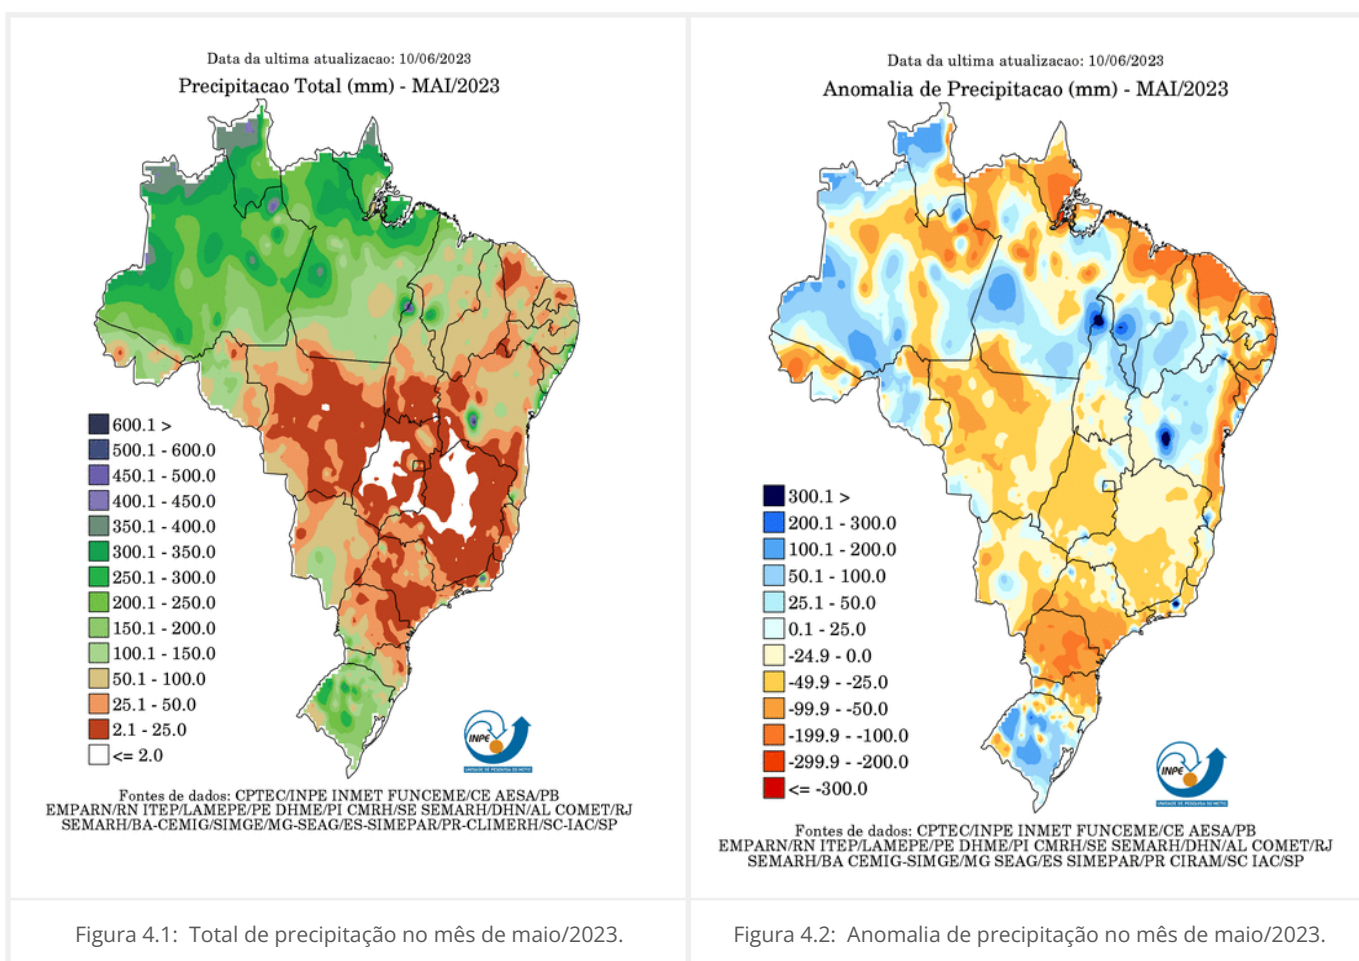 Data da ultima atualizacao: 10/06/2023
Precipitacao Total (mm) - MAI/2023
600.1 >
500.1 - 600.0
450.1 - 500.0
400.1 - 450.0
350.1 - 400.0
300.1 - 350.0
250.1 - 300.0
200.1 - 250.0
150.1 - 200.0
100.1 - 150.0
50.1 - 100.0
25.1 - 50.0
2.1 - 25.0
<= 2.0
INPE
UNIDADE DE PESQUISA DO METEO
Fontes de dados: CPTEC/INPE INMET FUNCEME/CE AESA/PB
EMPARN/RN ITEP/LAMEPE/PE DHME/PI CMRH/SE SEMARH/DHN/AL COMET/RJ
SEMARH/BA-CEMIG/SIMGE/MG-SEAG/ES-SIMEPAR/PR-CLIMERH/SC-IAC/SP
Figura 4.1: Total de precipitação no mês de maio/2023.
Data da ultima atualizacao: 10/06/2023
Anomalia de Precipitacao (mm) - MAI/2023
300.1 >
200.1 - 300.0
100.1 - 200.0
50.1 - 100.0
25.1 - 50.0
0.1 - 25.0
-24.9 - 0.0
-49.9 - -25.0
-99.9 - -50.0
-199.9 - -100.0
-299.9 - -200.0
<= -300.0
INPE
UNIDADE DE PESQUISA DO METEO
Fontes de dados: CPTEC/INPE INMET FUNCEME/CE AESA/PB
EMPARN/RN ITEP/LAMEPE/PE DHME/PI CMRH/SE SEMARH/DHN/AL COMET/RJ
SEMARH/BA CEMIG-SIMGE/MG SEAG/ES SIMEPAR/PR CIRAM/SC IAC/SP
Figura 4.2: Anomalia de precipitação no mês de maio/2023.